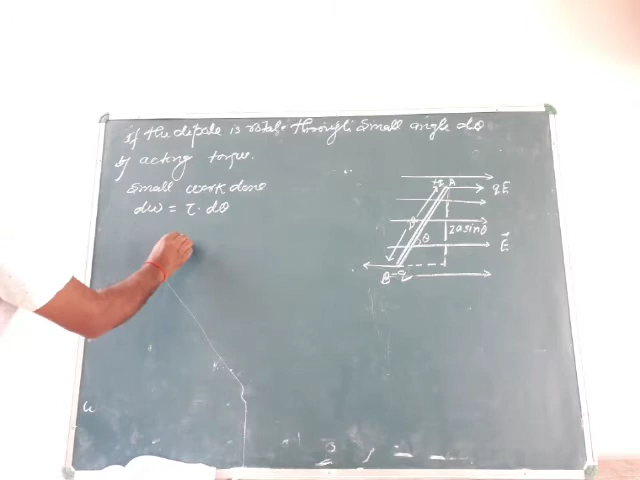 if the dipole is rotate through small angle dθ
by acting torque.
small work done
dw = τ. dθ
+q A
qE
2a
θ
2a sinθ
E⃗
B -q